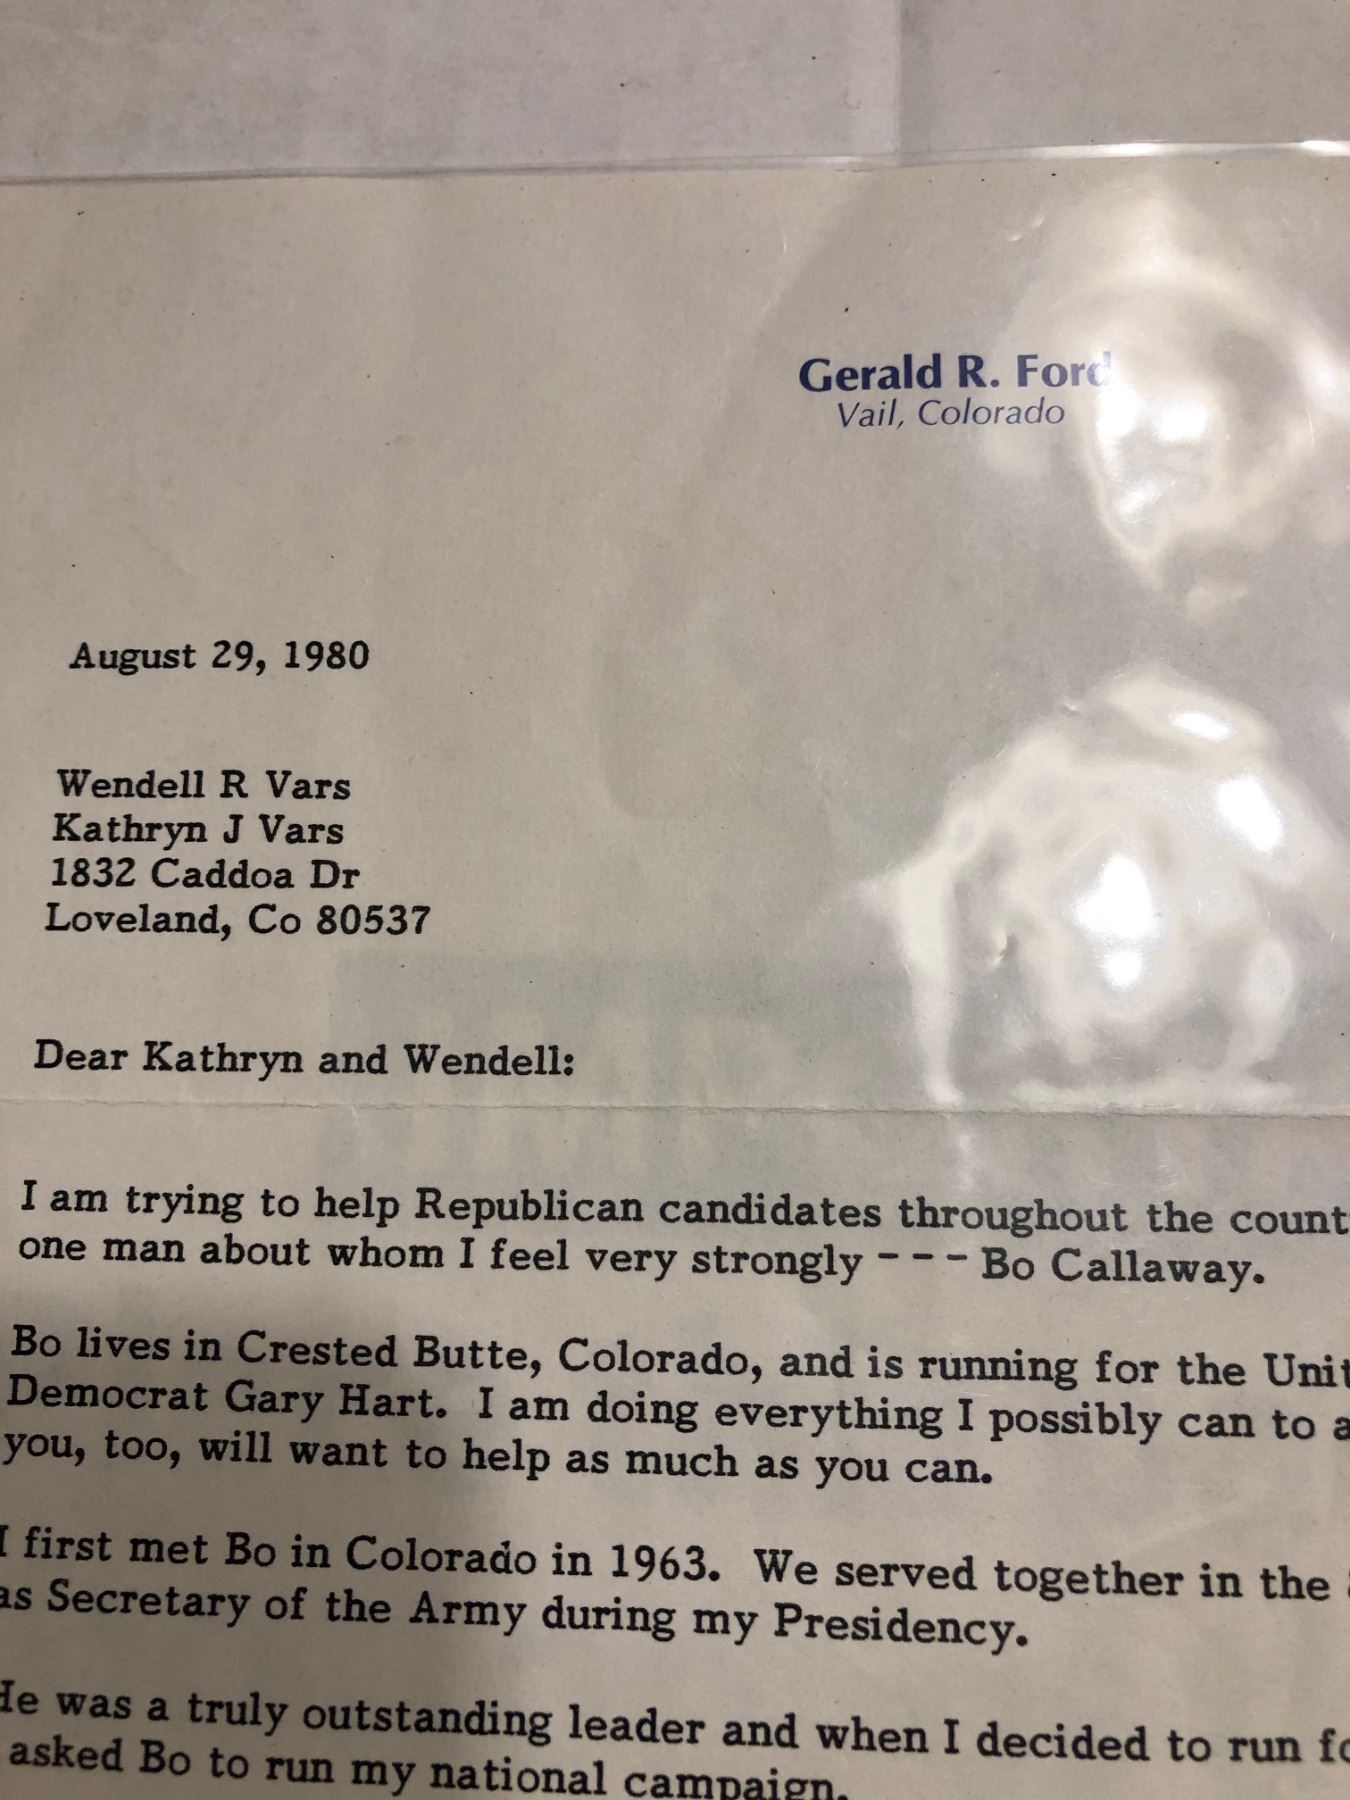 Gerald R. Ford
Vail, Colorado
August 29, 1980
Wendell R Vars
Kathryn J Vars
1832 Caddoa Dr
Loveland, Co 80537
Dear Kathryn and Wendell:
I am trying to help Republican candidates throughout the count
one man about whom I feel very strongly - - - Bo Callaway.
Bo lives in Crested Butte, Colorado, and is running for the Unit
Democrat Gary Hart. I am doing everything I possibly can to a
you, too, will want to help as much as you can.
I first met Bo in Colorado in 1963. We served together in the
as Secretary of the Army during my Presidency.
He was a truly outstanding leader and when I decided to run fo
asked Bo to run my national campaign.